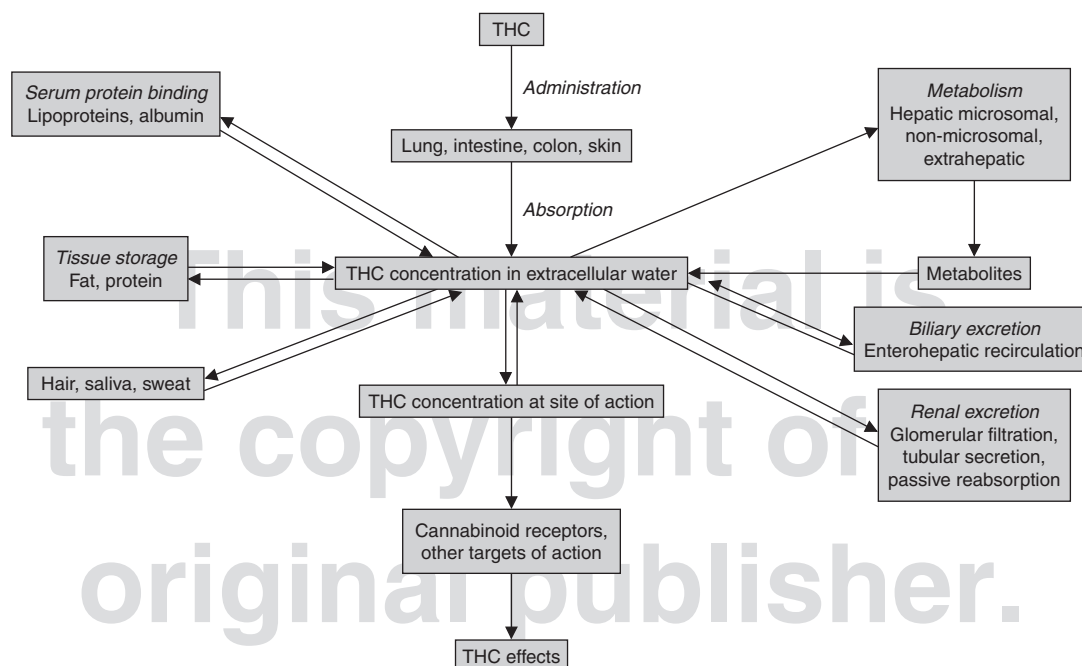 THC
Administration
Serum protein binding
Lipoproteins, albumin
Metabolism
Hepatic microsomal,
non-microsomal,
extrahepatic
Lung, intestine, colon, skin
Absorption
Tissue storage
Fat, protein
THC concentration in extracellular water
Metabolites
This material is
Biliary excretion
Enterohepatic recirculation
Hair, saliva, sweat
THC concentration at site of action
Renal excretion
Glomerular filtration,
tubular secretion,
passive reabsorption
the copyright of
Cannabinoid receptors,
other targets of action
original publisher.
THC effects